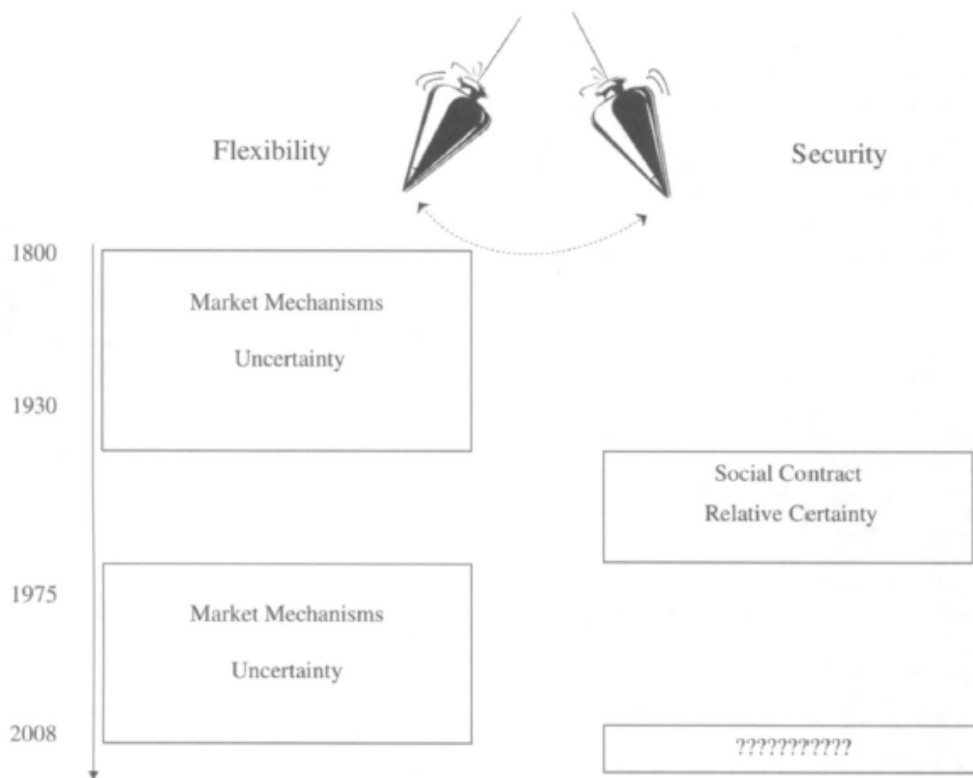 Flexibility
Security
1800
Market Mechanisms
Uncertainty
1930
Social Contract
Relative Certainty
1975
Market Mechanisms
Uncertainty
2008
???????????